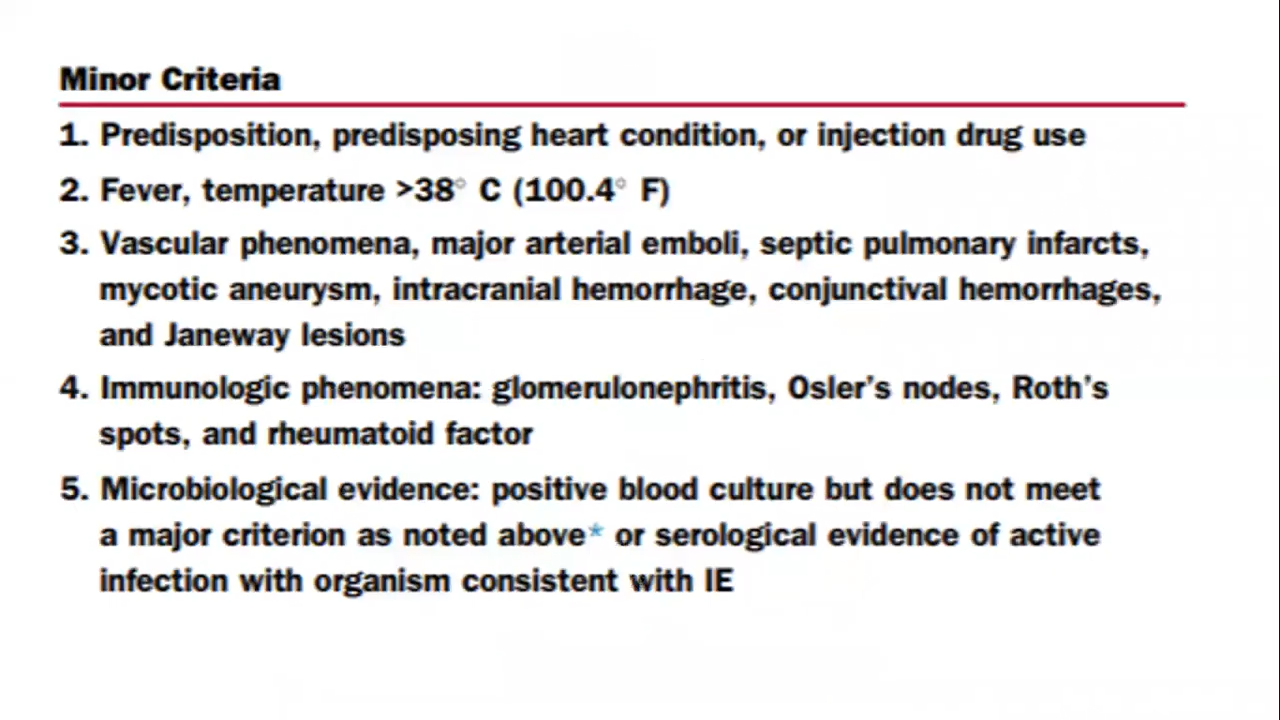 Minor Criteria
1. Predisposition, predisposing heart condition, or injection drug use
2. Fever, temperature >38° C (100.4° F)
3. Vascular phenomena, major arterial emboli, septic pulmonary infarcts,
mycotic aneurysm, intracranial hemorrhage, conjunctival hemorrhages,
and Janeway lesions
4. Immunologic phenomena: glomerulonephritis, Osler’s nodes, Roth’s
spots, and rheumatoid factor
5. Microbiological evidence: positive blood culture but does not meet
a major criterion as noted above* or serological evidence of active
infection with organism consistent with IE